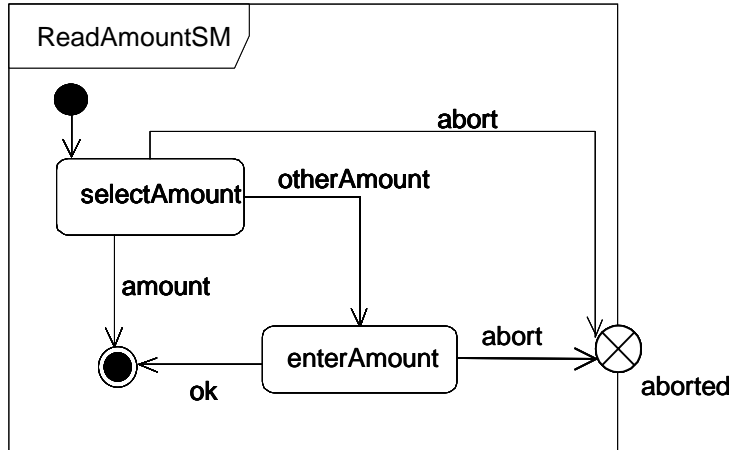 ReadAmountSM
abort
otherAmount
selectAmount
amount
abort
enterAmount
aborted
ok